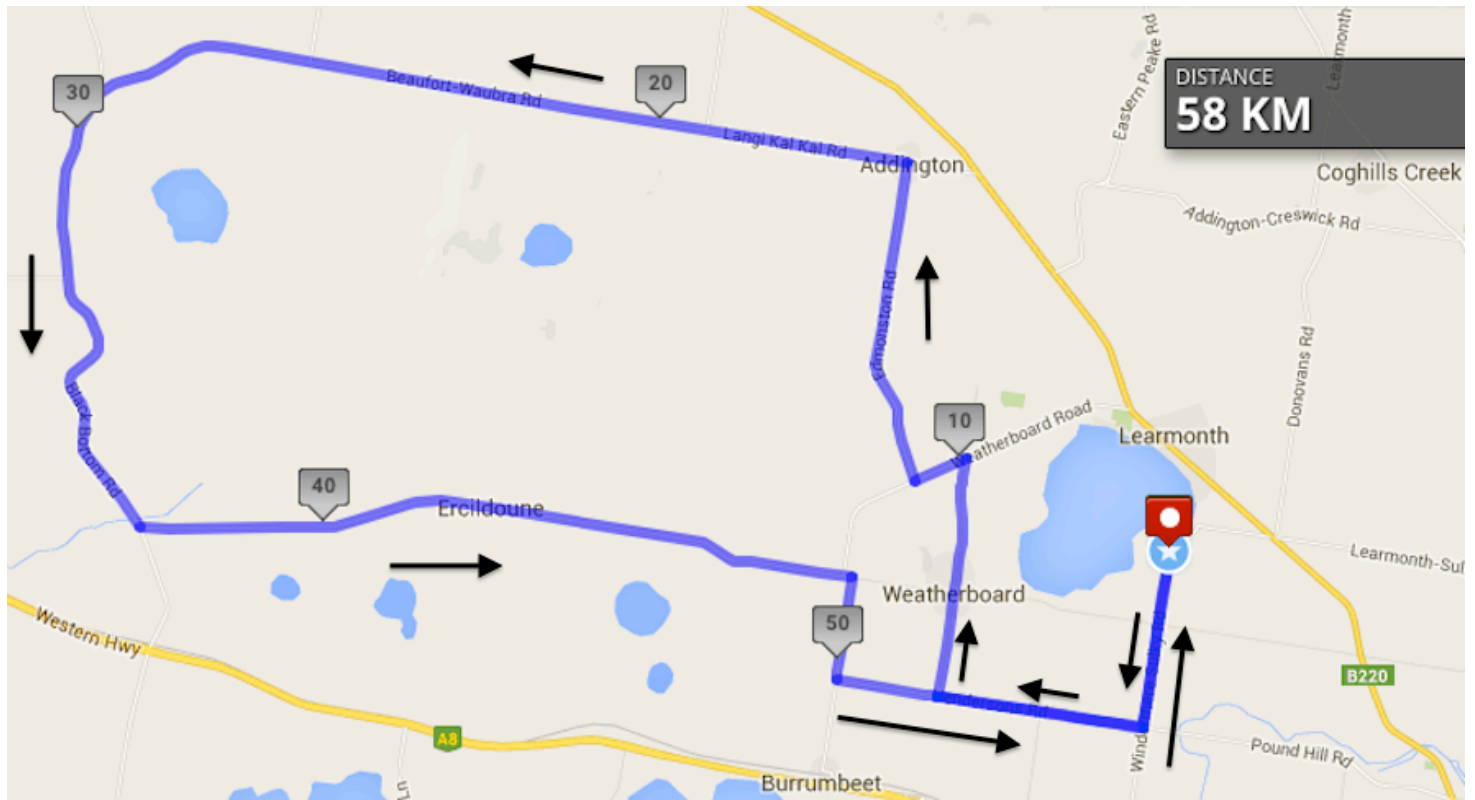 Eastern Peake Rd
Learmonth-
DISTANCE
58 KM
30
20
Beaufort-Waubra Rd
Langi Kal Kal Rd
Addington
Coghills Creek
Addington-Creswick Rd
Edmonston Rd
Donovans Rd
Black Bottom Rd
10
Weatherboard Road
Learmonth
40
Ercildoune
Learmonth-Sul
Weatherboard
50
Western Hwy
B220
A8
Pound Hill Rd
Burrumbeet